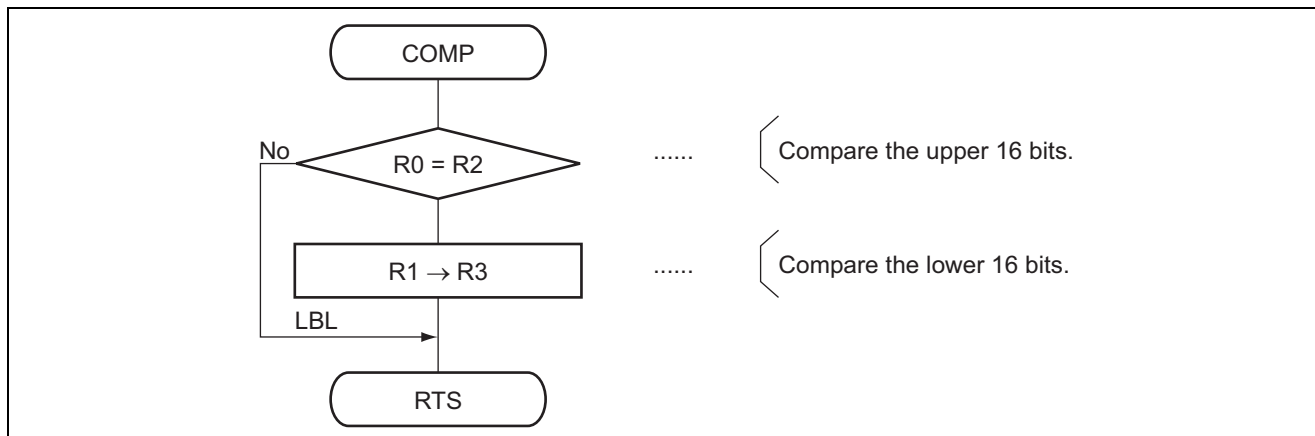 COMP
No
R0 = R2
...... Compare the upper 16 bits.
R1 → R3
...... Compare the lower 16 bits.
LBL
RTS